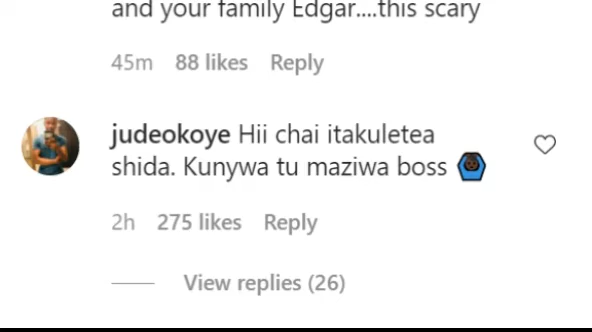 and your family Edgar....this scary
45m 88 likes Reply
judeokoye Hii chai itakuletea
shida. Kunywa tu maziwa boss 🙆🏿‍♂️
2h 275 likes Reply
View replies (26)